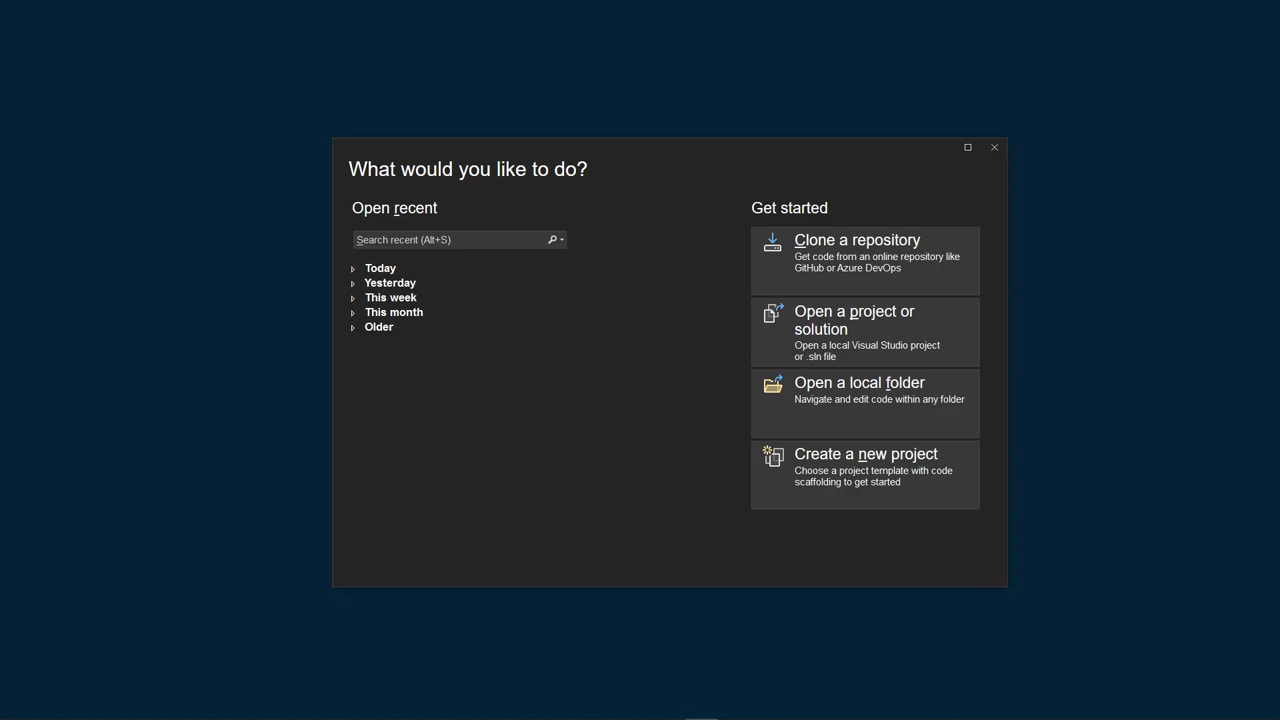 What would you like to do?
Open recent
Search recent (Alt+S)
Today
Yesterday
This week
This month
Older
Get started
Clone a repository
Get code from an online repository like
GitHub or Azure DevOps
Open a project or
solution
Open a local Visual Studio project
or .sln file
Open a local folder
Navigate and edit code within any folder
Create a new project
Choose a project template with code
scaffolding to get started